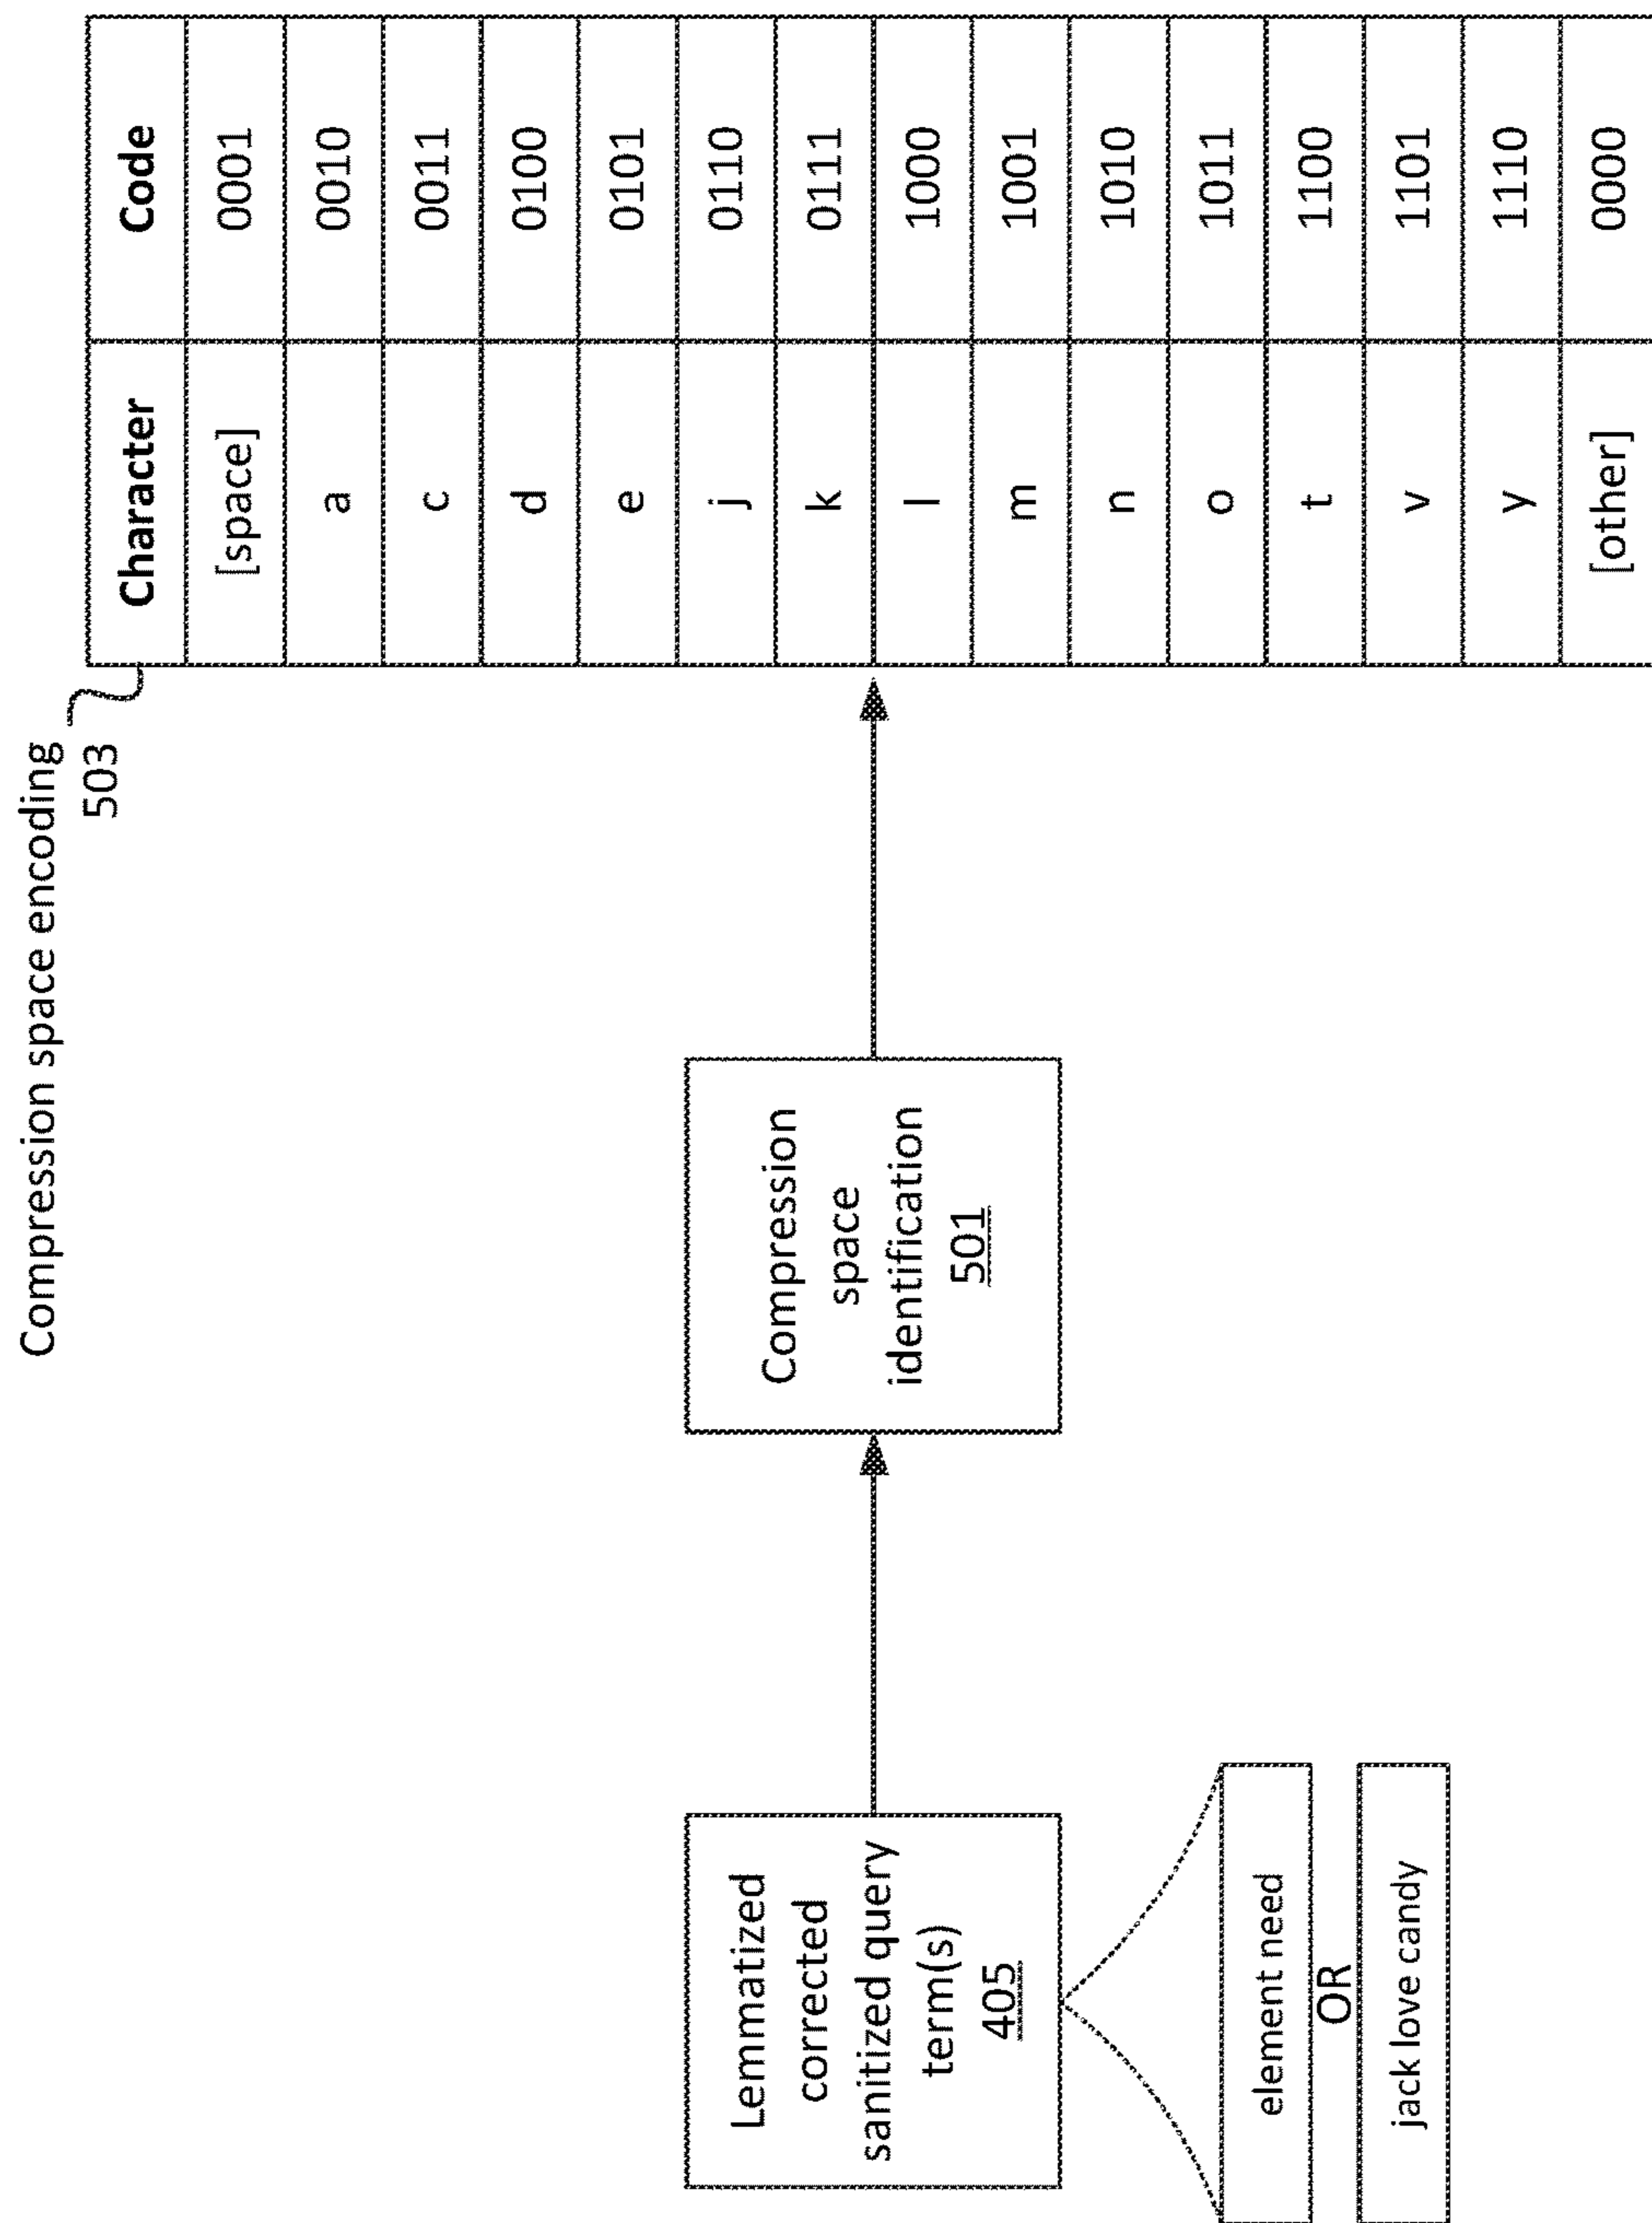 Compression space encoding
503
Lemmatized
corrected
sanitized query
term(s)
405
element need
OR
jack love candy
Compression
space
identification
501
Character Code
[space] 0001
a 0010
c 0011
d 0100
e 0101
j 0110
k 0111
l 1000
m 1001
n 1010
o 1011
t 1100
v 1101
y 1110
[other] 0000